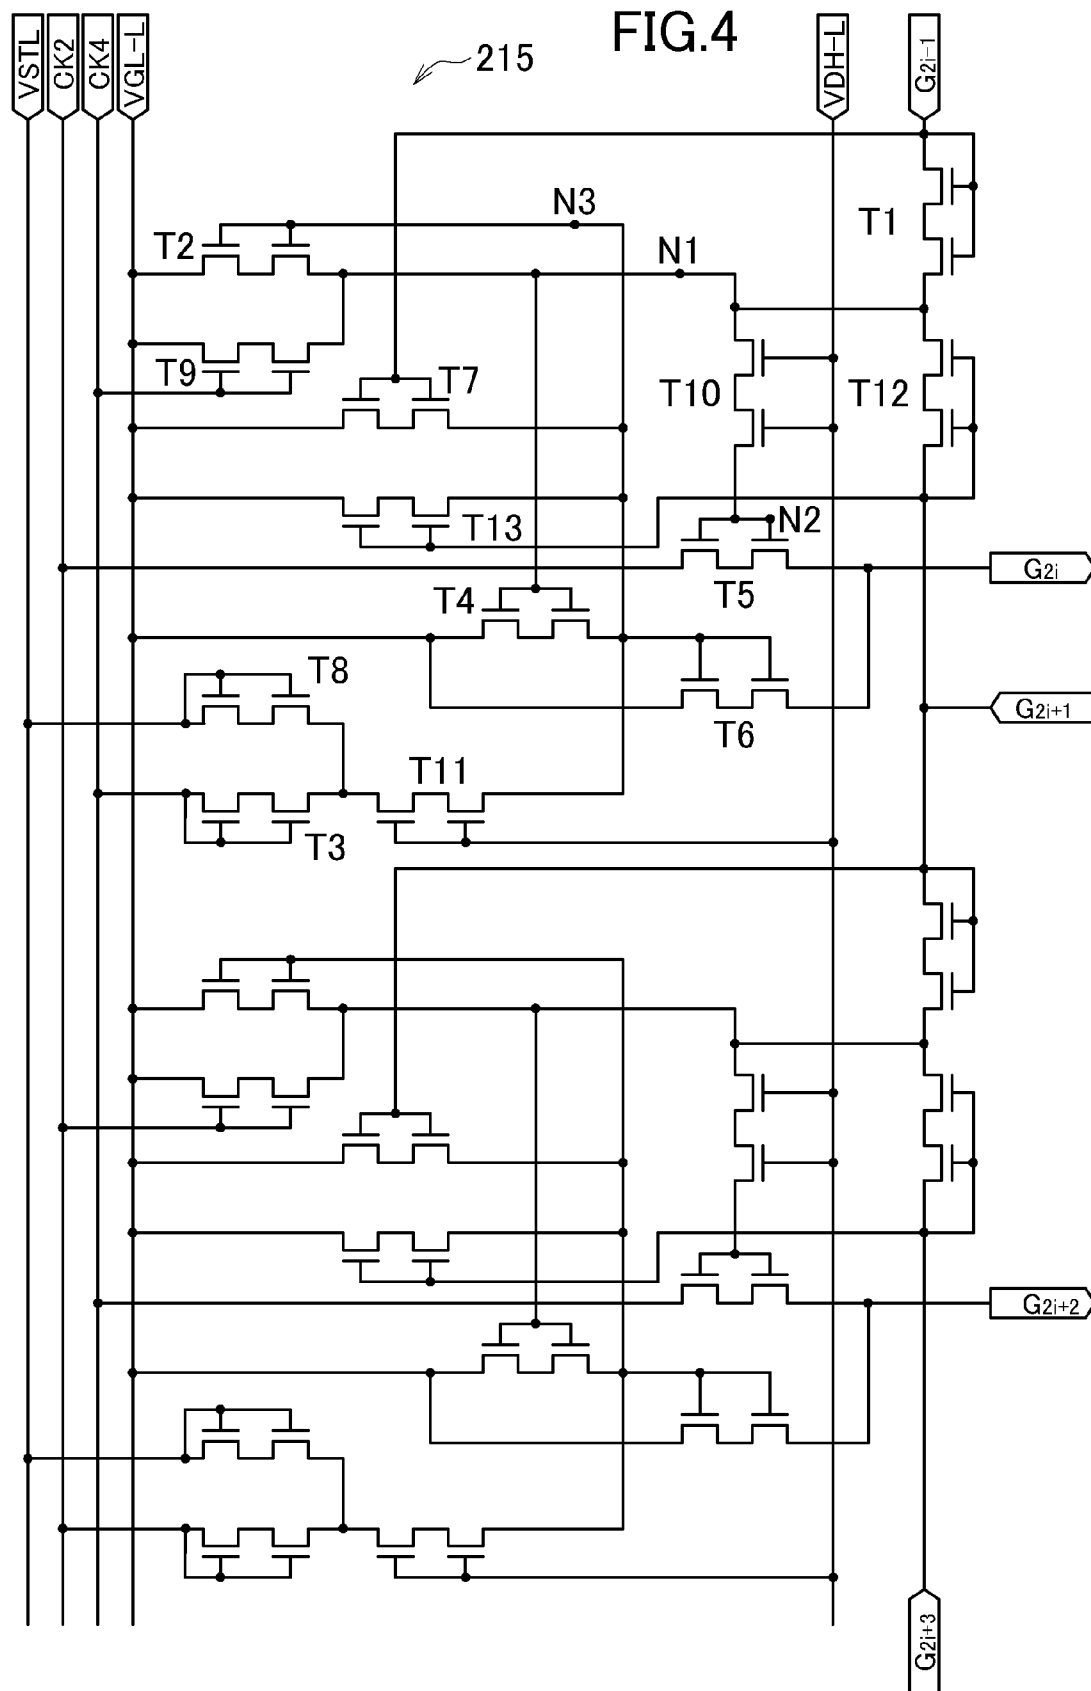 FIG.4
VSTL
CK2
CK4
VGL-L
215
VDH-L
G2i-1
N3
T1
T2
N1
T9
T7
T10
T12
T13
N2
G2i
T4
T5
T8
G2i+1
T6
T11
T3
G2i+2
G2i+3